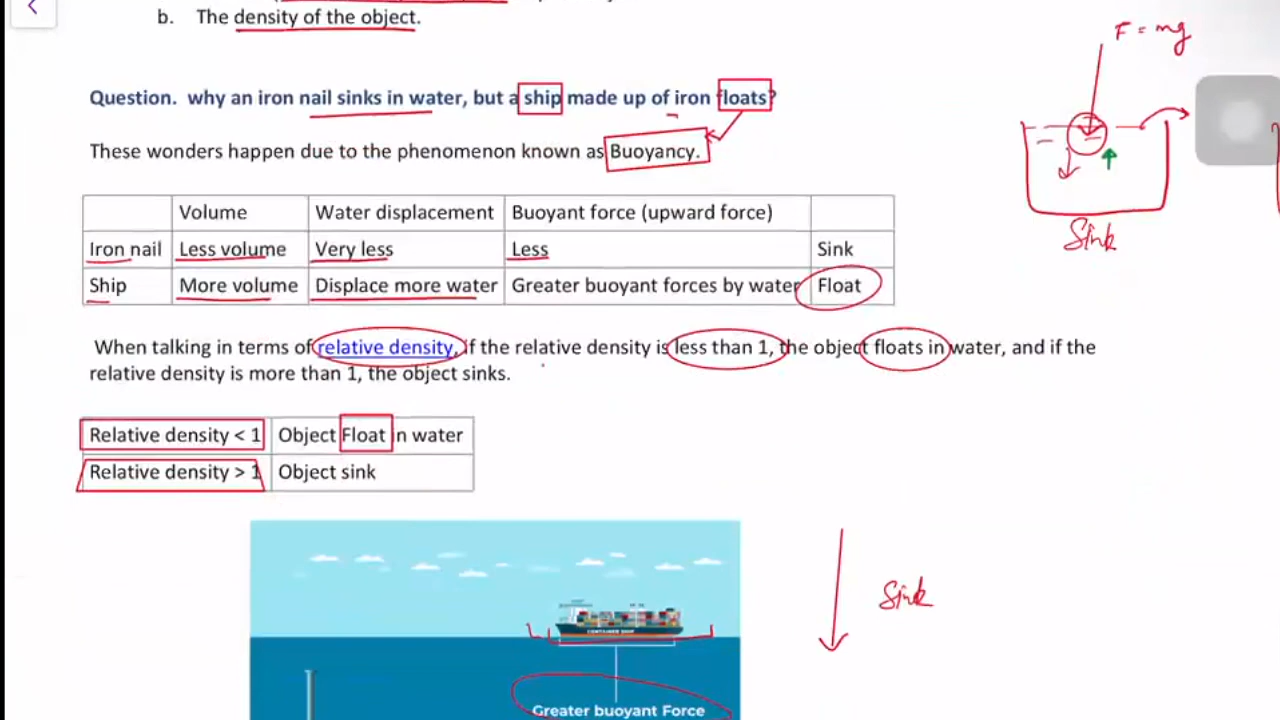 b. The density of the object.
F = mg
Question. why an iron nail sinks in water, but a ship made up of iron floats?
These wonders happen due to the phenomenon known as Buoyancy.
Volume Water displacement Buoyant force (upward force)
Iron nail Less volume Very less Less Sink
Ship More volume Displace more water Greater buoyant forces by water Float
Sink
When talking in terms of relative density, if the relative density is less than 1, the object floats in water, and if the
relative density is more than 1, the object sinks.
Relative density < 1 Object Float in water
Relative density > 1 Object sink
Sink
CONTAINER SHIP
Greater buoyant Force